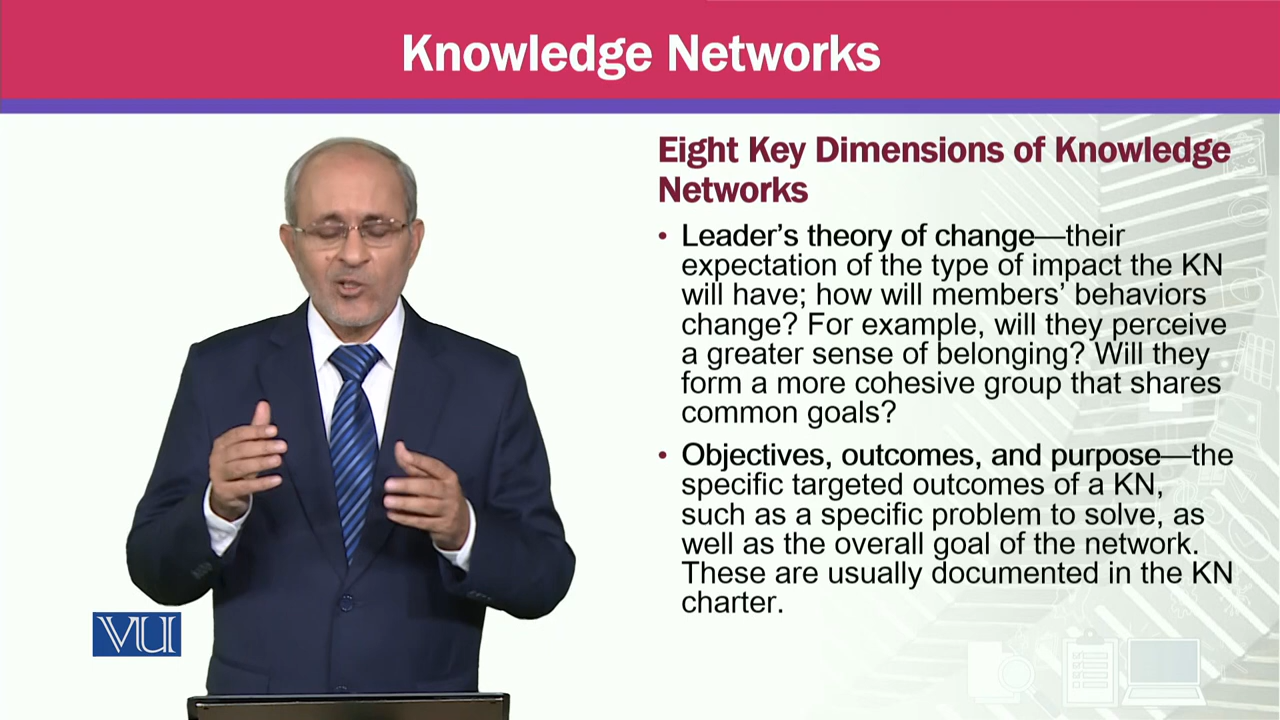 Knowledge Networks
Eight Key Dimensions of Knowledge
Networks
• Leader's theory of change—their
expectation of the type of impact the KN
will have; how will members' behaviors
change? For example, will they perceive
a greater sense of belonging? Will they
form a more cohesive group that shares
common goals?
• Objectives, outcomes, and purpose—the
specific targeted outcomes of a KN,
such as a specific problem to solve, as
well as the overall goal of the network.
These are usually documented in the KN
charter.
VU